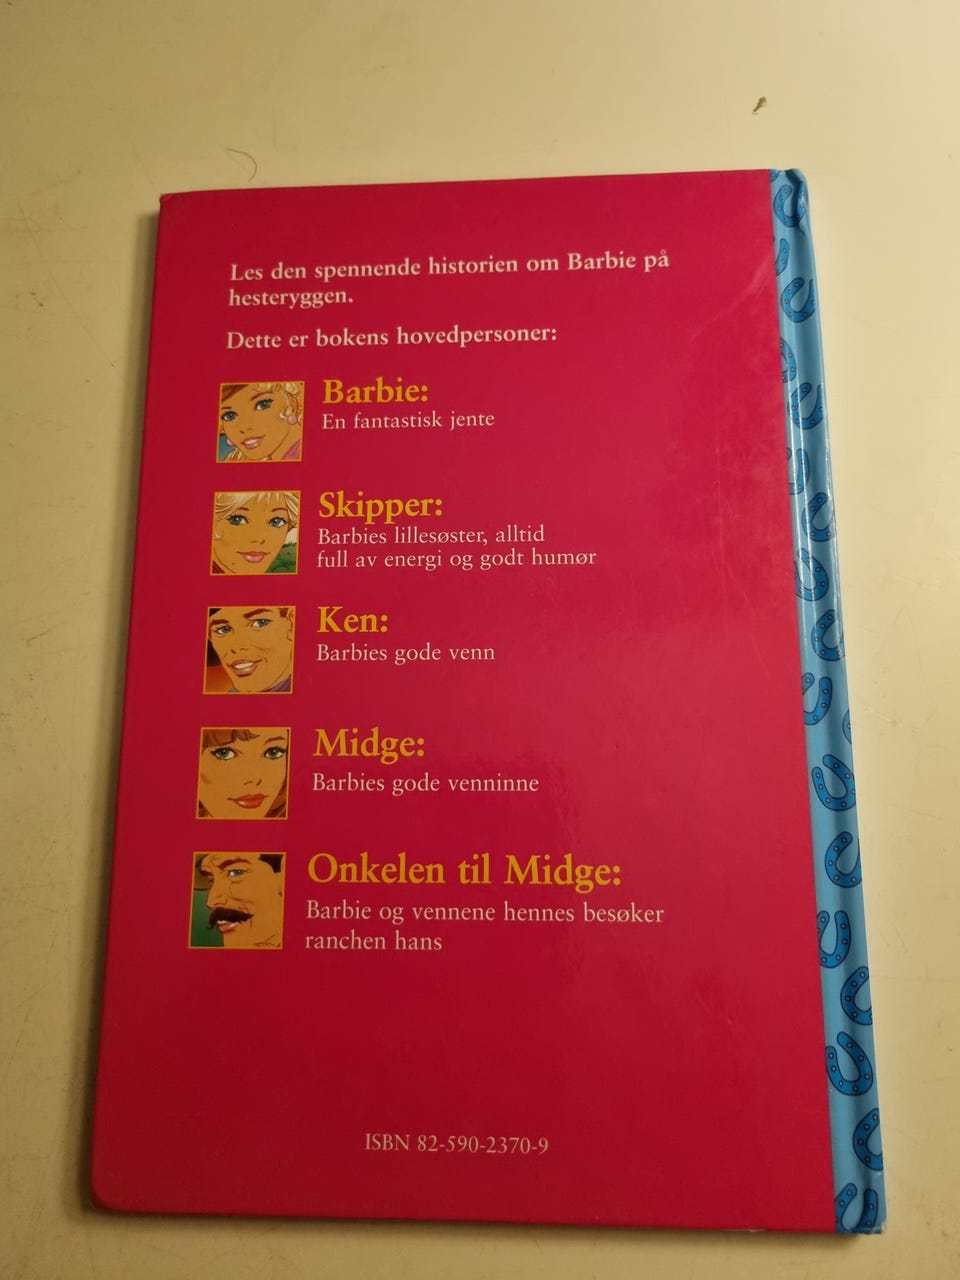 Les den spennende historien om Barbie på
hesteryggen.
Dette er bokens hovedpersoner:
Barbie:
En fantastisk jente
Skipper:
Barbies lillesøster, alltid
full av energi og godt humør
Ken:
Barbies gode venn
Midge:
Barbies gode venninne
Onkelen til Midge:
Barbie og vennene hennes besøker
ranchen hans
ISBN 82-590-2370-9